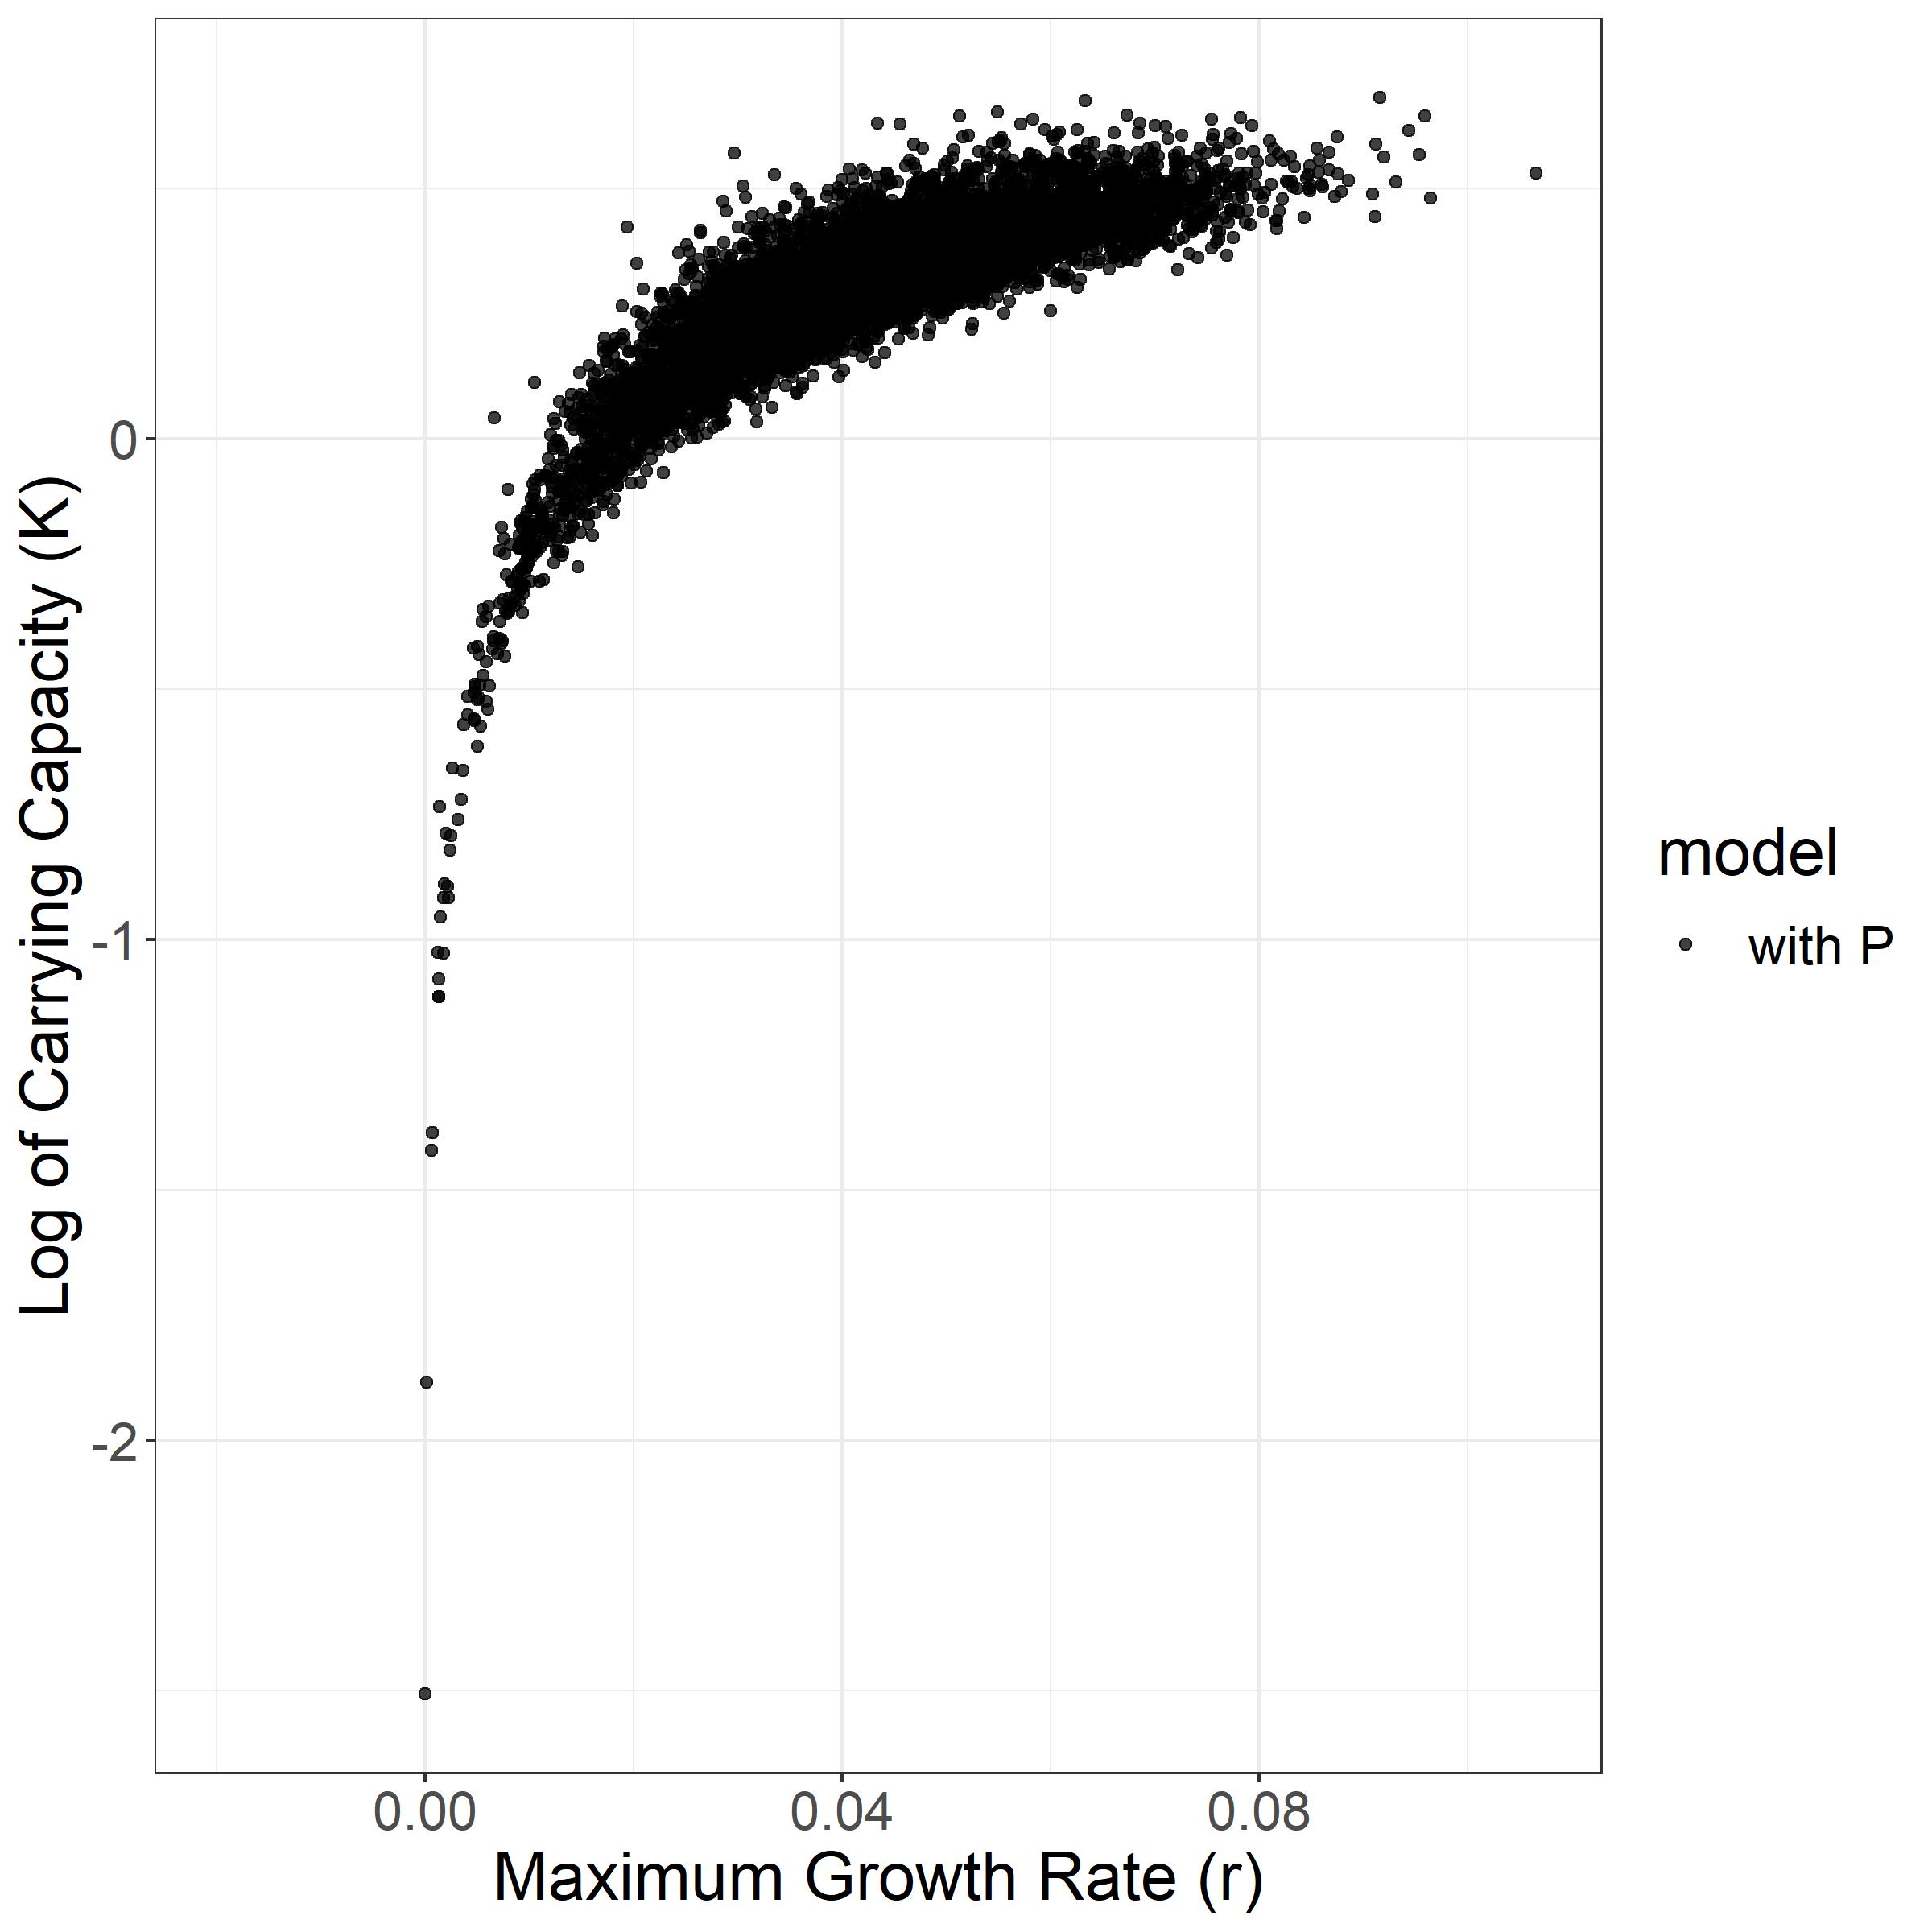 Log of Carrying Capacity (K)
0
-1
-2
0.00
0.04
0.08
Maximum Growth Rate (r)
model
with P